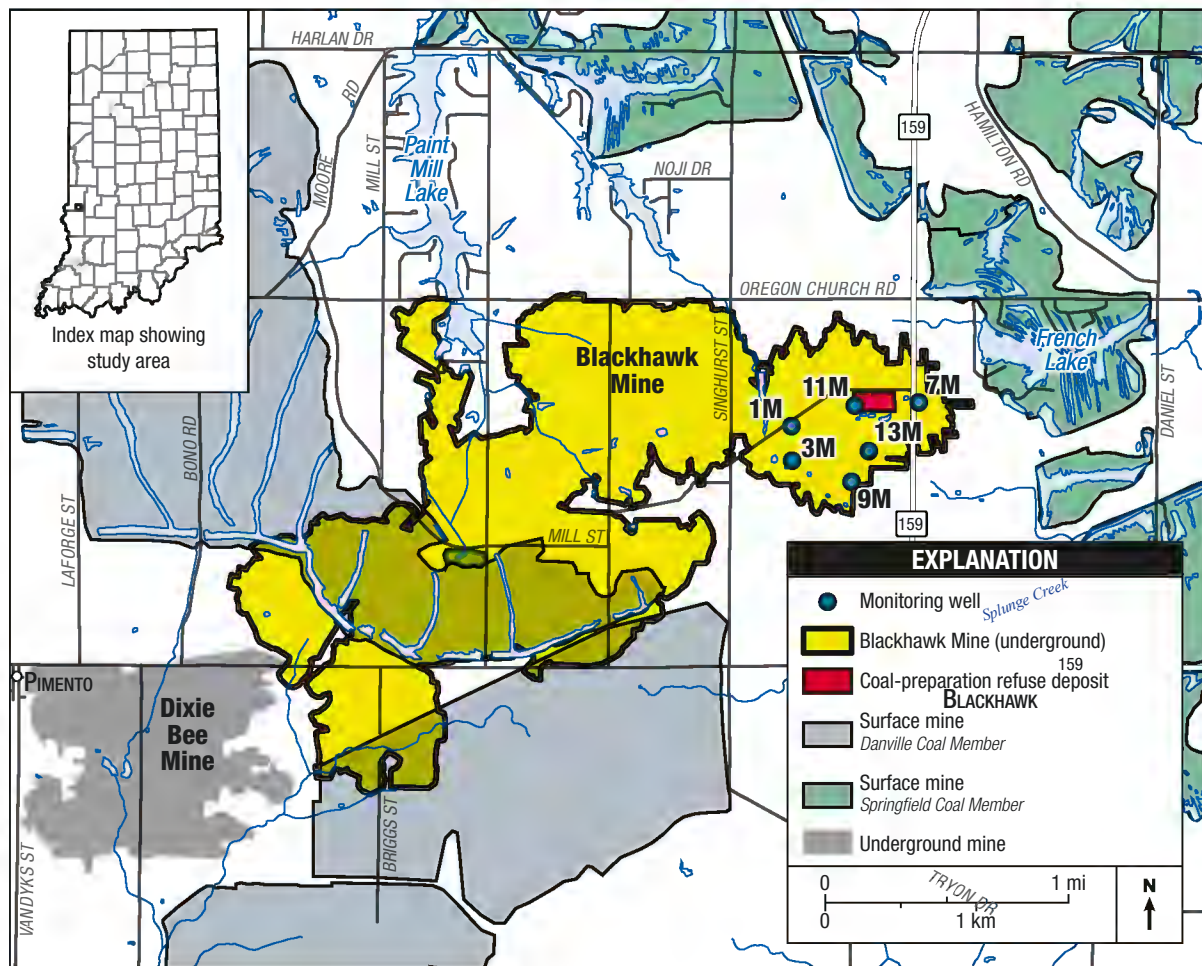 HARLAN DR
MOORE RD
MILL ST
Paint
Mill
Lake
NOJI DR
159
HAMILTON RD
Index map showing
study area
OREGON CHURCH RD
Blackhawk
Mine
SINGHURST ST
French
Lake
DANIEL ST
1M
11M
7M
3M
13M
9M
BONO RD
LAFORGE ST
MILL ST
159
PIMENTO
Dixie
Bee
Mine
BRIGGS ST
VANDYKS ST
EXPLANATION
Monitoring well
Splunge Creek
Blackhawk Mine (underground)
159
Coal-preparation refuse deposit
BLACKHAWK
Surface mine
Danville Coal Member
Surface mine
Springfield Coal Member
Underground mine
0 1 mi
TRYON DR
0 1 km
N